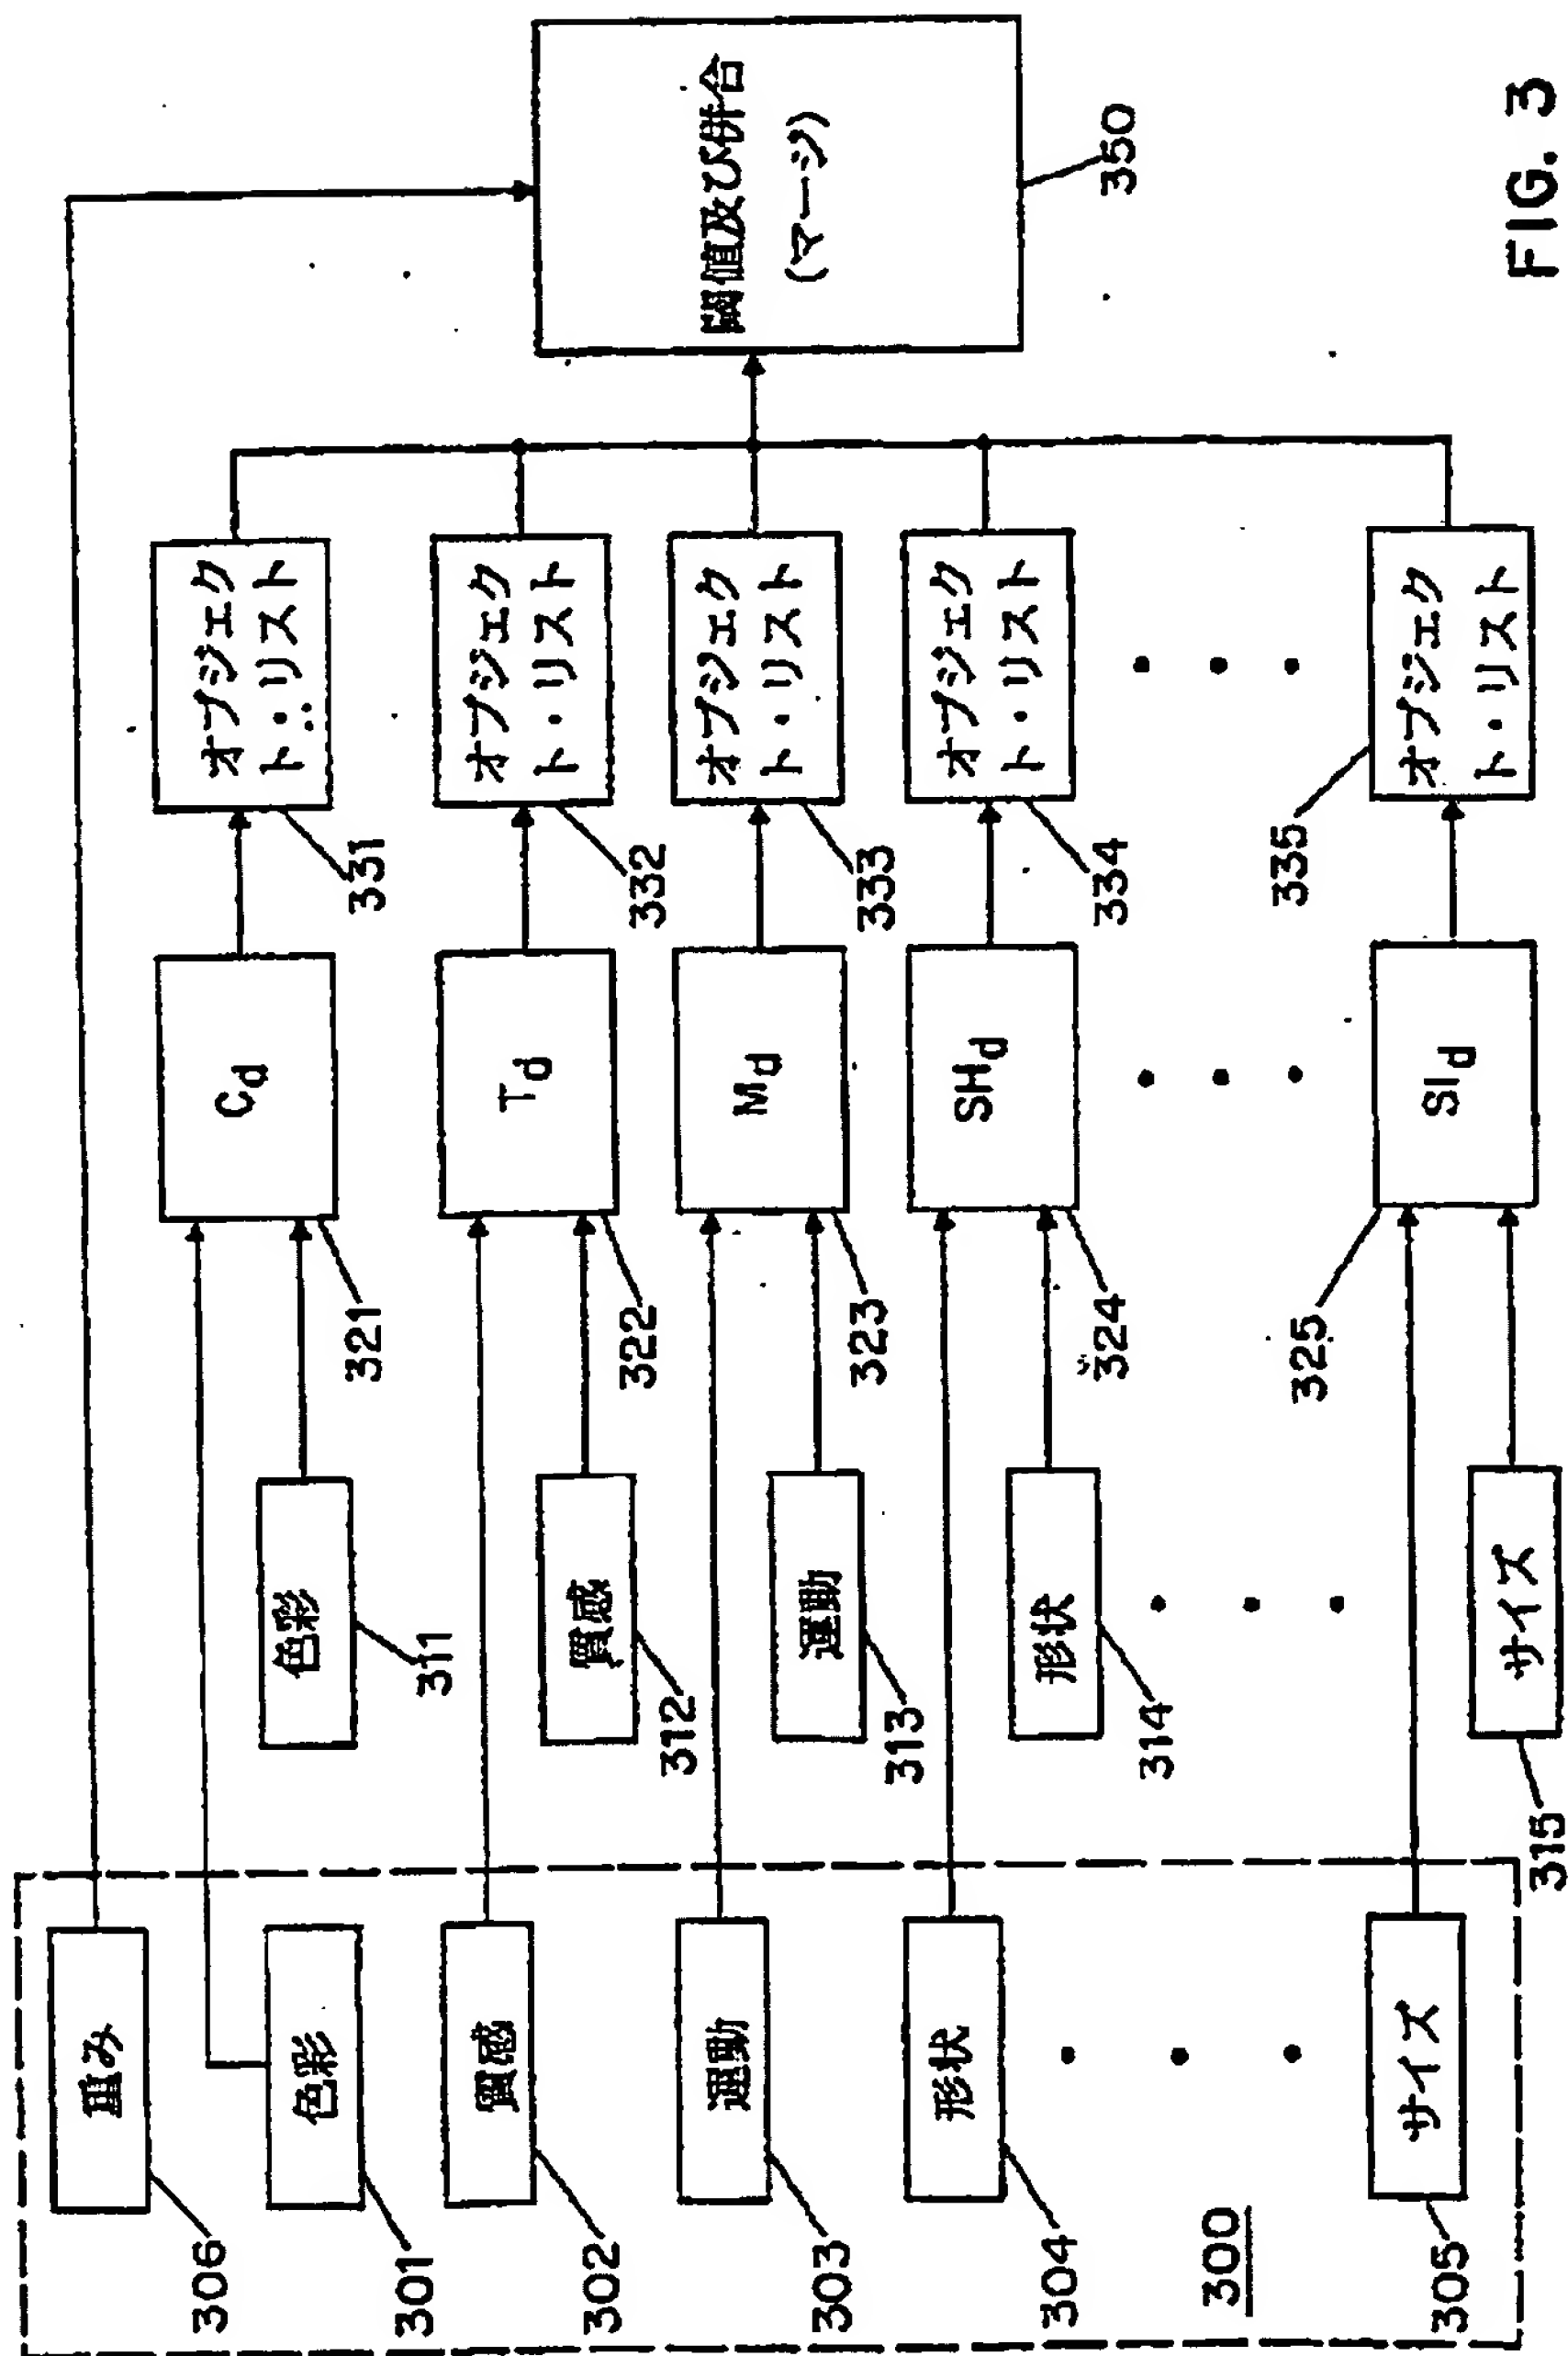 重み
306
色彩
301
質感
302
運動
303
形状
304
300
サイズ
305
色彩
311
質感
312
運動
313
形状
314
サイズ
315
Cd
321
Td
322
Md
323
SHd
324
SId
325
オブジェク
ト・リスト
331
オブジェク
ト・リスト
332
オブジェク
ト・リスト
333
オブジェク
ト・リスト
334
オブジェク
ト・リスト
335
閾値及び併合
(マージ)
350
FIG. 3